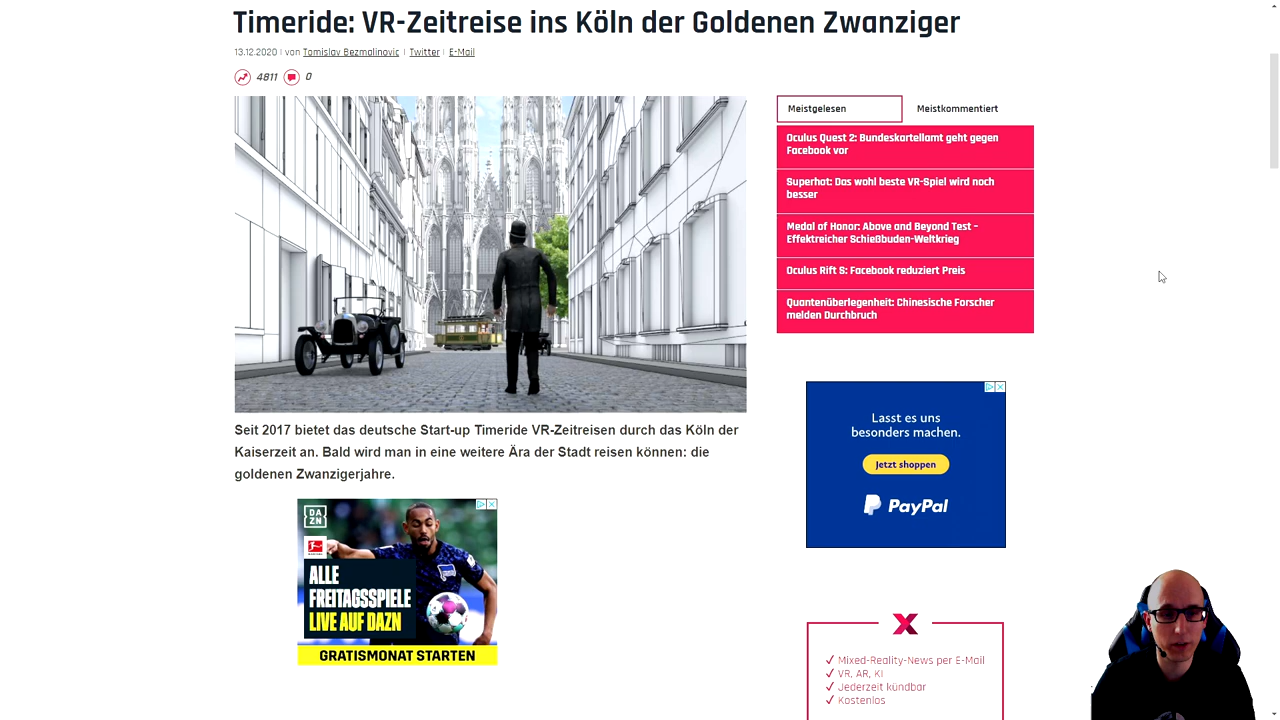 Timeride: VR-Zeitreise ins Köln der Goldenen Zwanziger
13.12.2020 | von Tomislav Bezmalinovic | Twitter | E-Mail
4811 0
Seit 2017 bietet das deutsche Start-up Timeride VR-Zeitreisen durch das Köln der
Kaiserzeit an. Bald wird man in eine weitere Ära der Stadt reisen können: die
goldenen Zwanzigerjahre.
DA
ZN
ALLE
FREITAGSSPIELE
LIVE AUF DAZN
GRATISMONAT STARTEN
Meistgelesen Meistkommentiert
Oculus Quest 2: Bundeskartellamt geht gegen
Facebook vor
Superhot: Das wohl beste VR-Spiel wird noch
besser
Medal of Honor: Above and Beyond Test –
Effektreicher Schießbuden-Weltkrieg
Oculus Rift S: Facebook reduziert Preis
Quantenüberlegenheit: Chinesische Forscher
melden Durchbruch
Lasst es uns
besonders machen.
Jetzt shoppen
PayPal
Mixed-Reality-News per E-Mail
VR, AR, KI
Jederzeit kündbar
Kostenlos